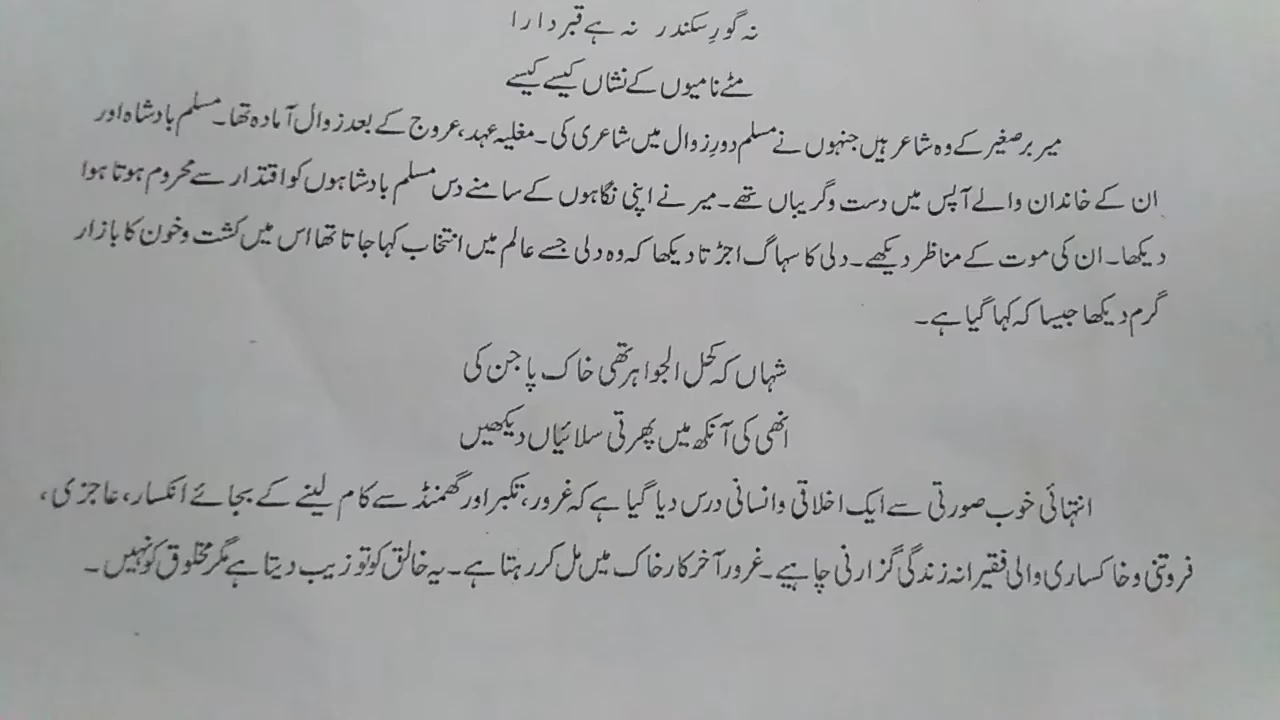 نہ گورِ سکندر نہ ہے قبر دارا
مٹے نامیوں کے نشاں کیسے کیسے
میر برصغیر کے وہ شاعر ہیں جنہوں نے مسلم دورِ زوال میں شاعری کی۔ مغلیہ عہد، عروج کے بعد زوال آمادہ تھا۔ مسلم بادشاہ اور
ان کے خاندان والے آپس میں دست و گریباں تھے۔ میر نے اپنی نگاہوں کے سامنے دس مسلم بادشاہوں کو اقتدار سے محروم ہوتا ہوا
دیکھا۔ ان کی موت کے مناظر دیکھے۔ دلی کا سہاگ اجڑتا دیکھا کہ وہ دلی جسے عالم میں انتخاب کہا جاتا تھا اس میں کشت و خون کا بازار
گرم دیکھا جیسا کہ کہا گیا ہے۔
شہاں کہ کحل الجواہر تھی خاک پا جن کی
انھی کی آنکھ میں پھرتی سلائیاں دیکھیں
انتہائی خوب صورتی سے ایک اخلاقی و انسانی درس دیا گیا ہے کہ غرور، تکبر اور گھمنڈ سے کام لینے کے بجائے انکسار، عاجزی،
فروتنی و خاکساری والی فقیرانہ زندگی گزارنی چاہیے۔ غرور آخر کار خاک میں مل کر رہتا ہے۔ یہ خالق کو تو زیب دیتا ہے مگر مخلوق کو نہیں۔